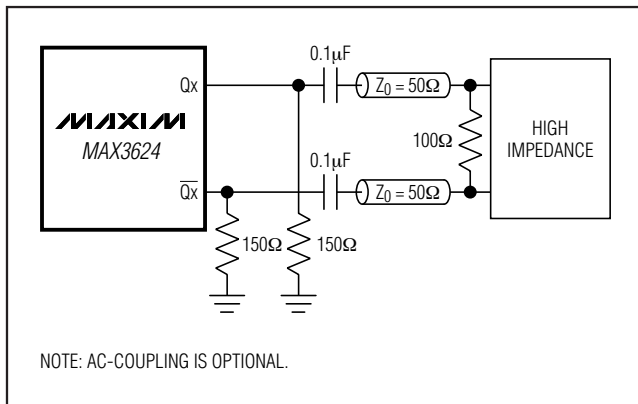 0.1μF
Qx
Z0 = 50Ω
MAXIM
MAX3624
100Ω
HIGH
IMPEDANCE
0.1μF
Q̅x̅
Z0 = 50Ω
150Ω
150Ω
NOTE: AC-COUPLING IS OPTIONAL.